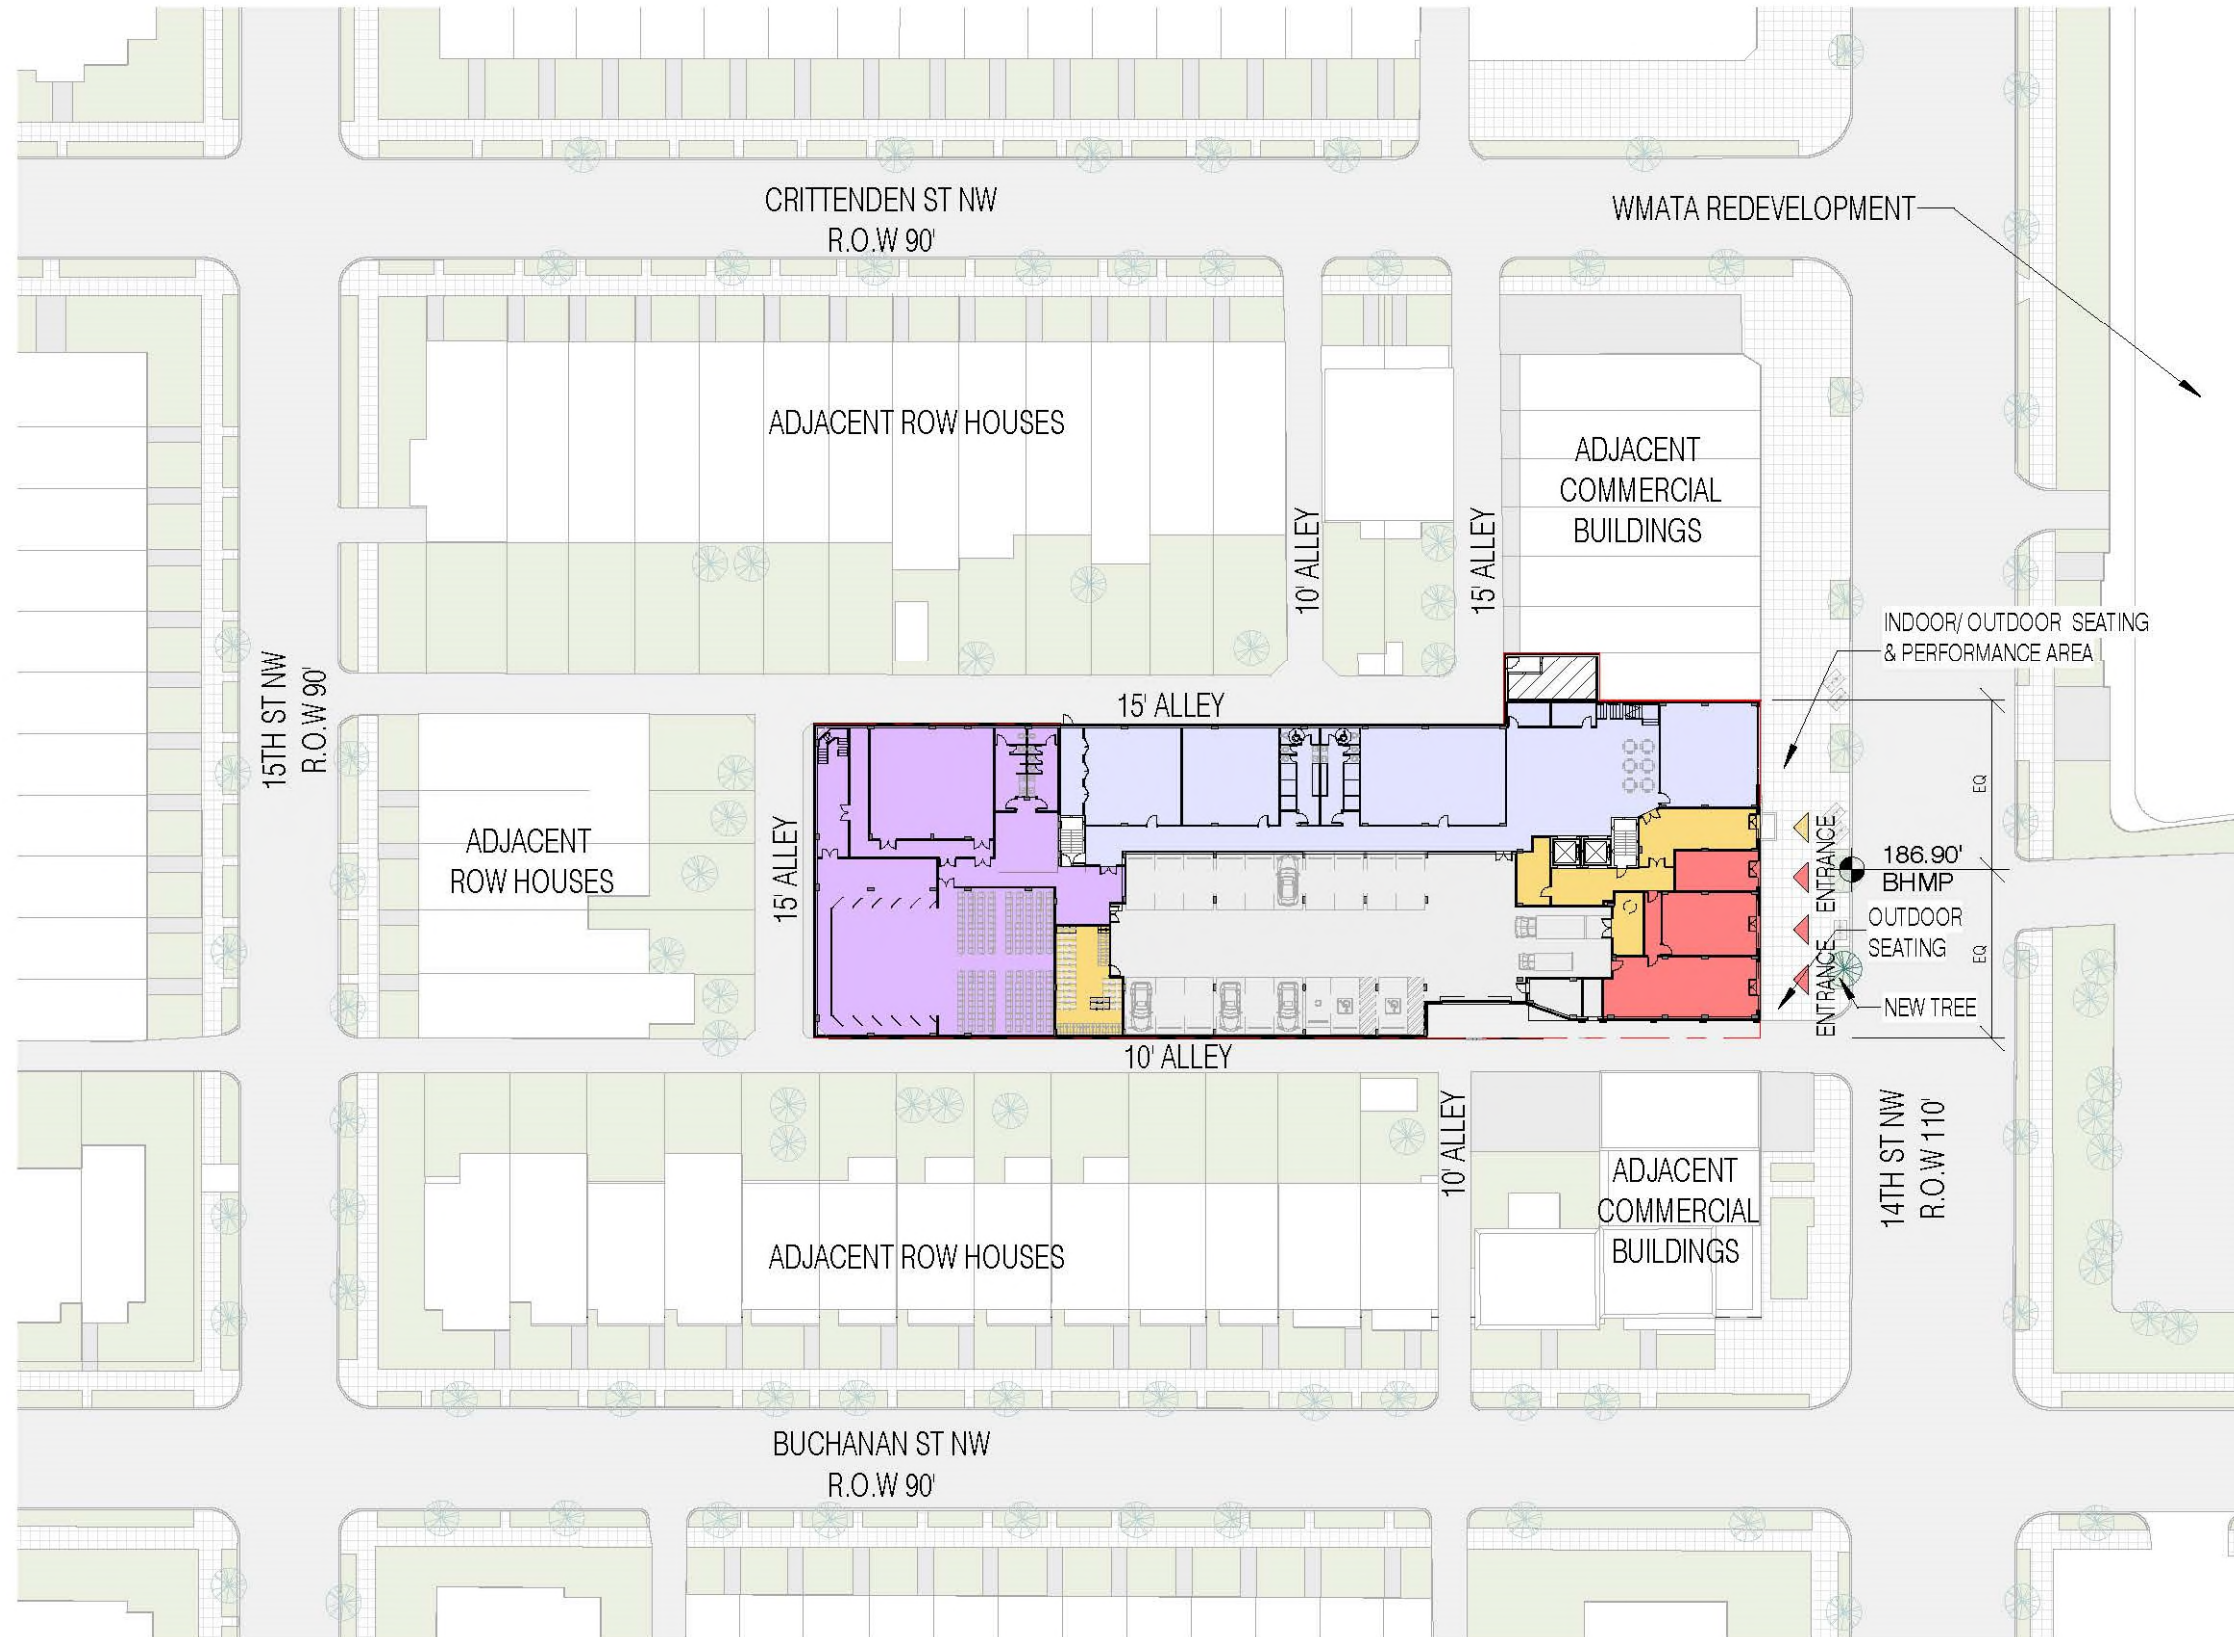 CRITTENDEN ST NW
R.O.W 90'
WMATA REDEVELOPMENT
ADJACENT ROW HOUSES
ADJACENT
COMMERCIAL
BUILDINGS
10' ALLEY
15' ALLEY
INDOOR/ OUTDOOR SEATING
& PERFORMANCE AREA
15TH ST NW
R.O.W 90'
15' ALLEY
EQ
ADJACENT
ROW HOUSES
15' ALLEY
ENTRANCE
186.90'
BHMP
OUTDOOR
SEATING
EQ
ENTRANCE
NEW TREE
10' ALLEY
10' ALLEY
14TH ST NW
R.O.W 110'
ADJACENT
COMMERCIAL
BUILDINGS
ADJACENT ROW HOUSES
BUCHANAN ST NW
R.O.W 90'